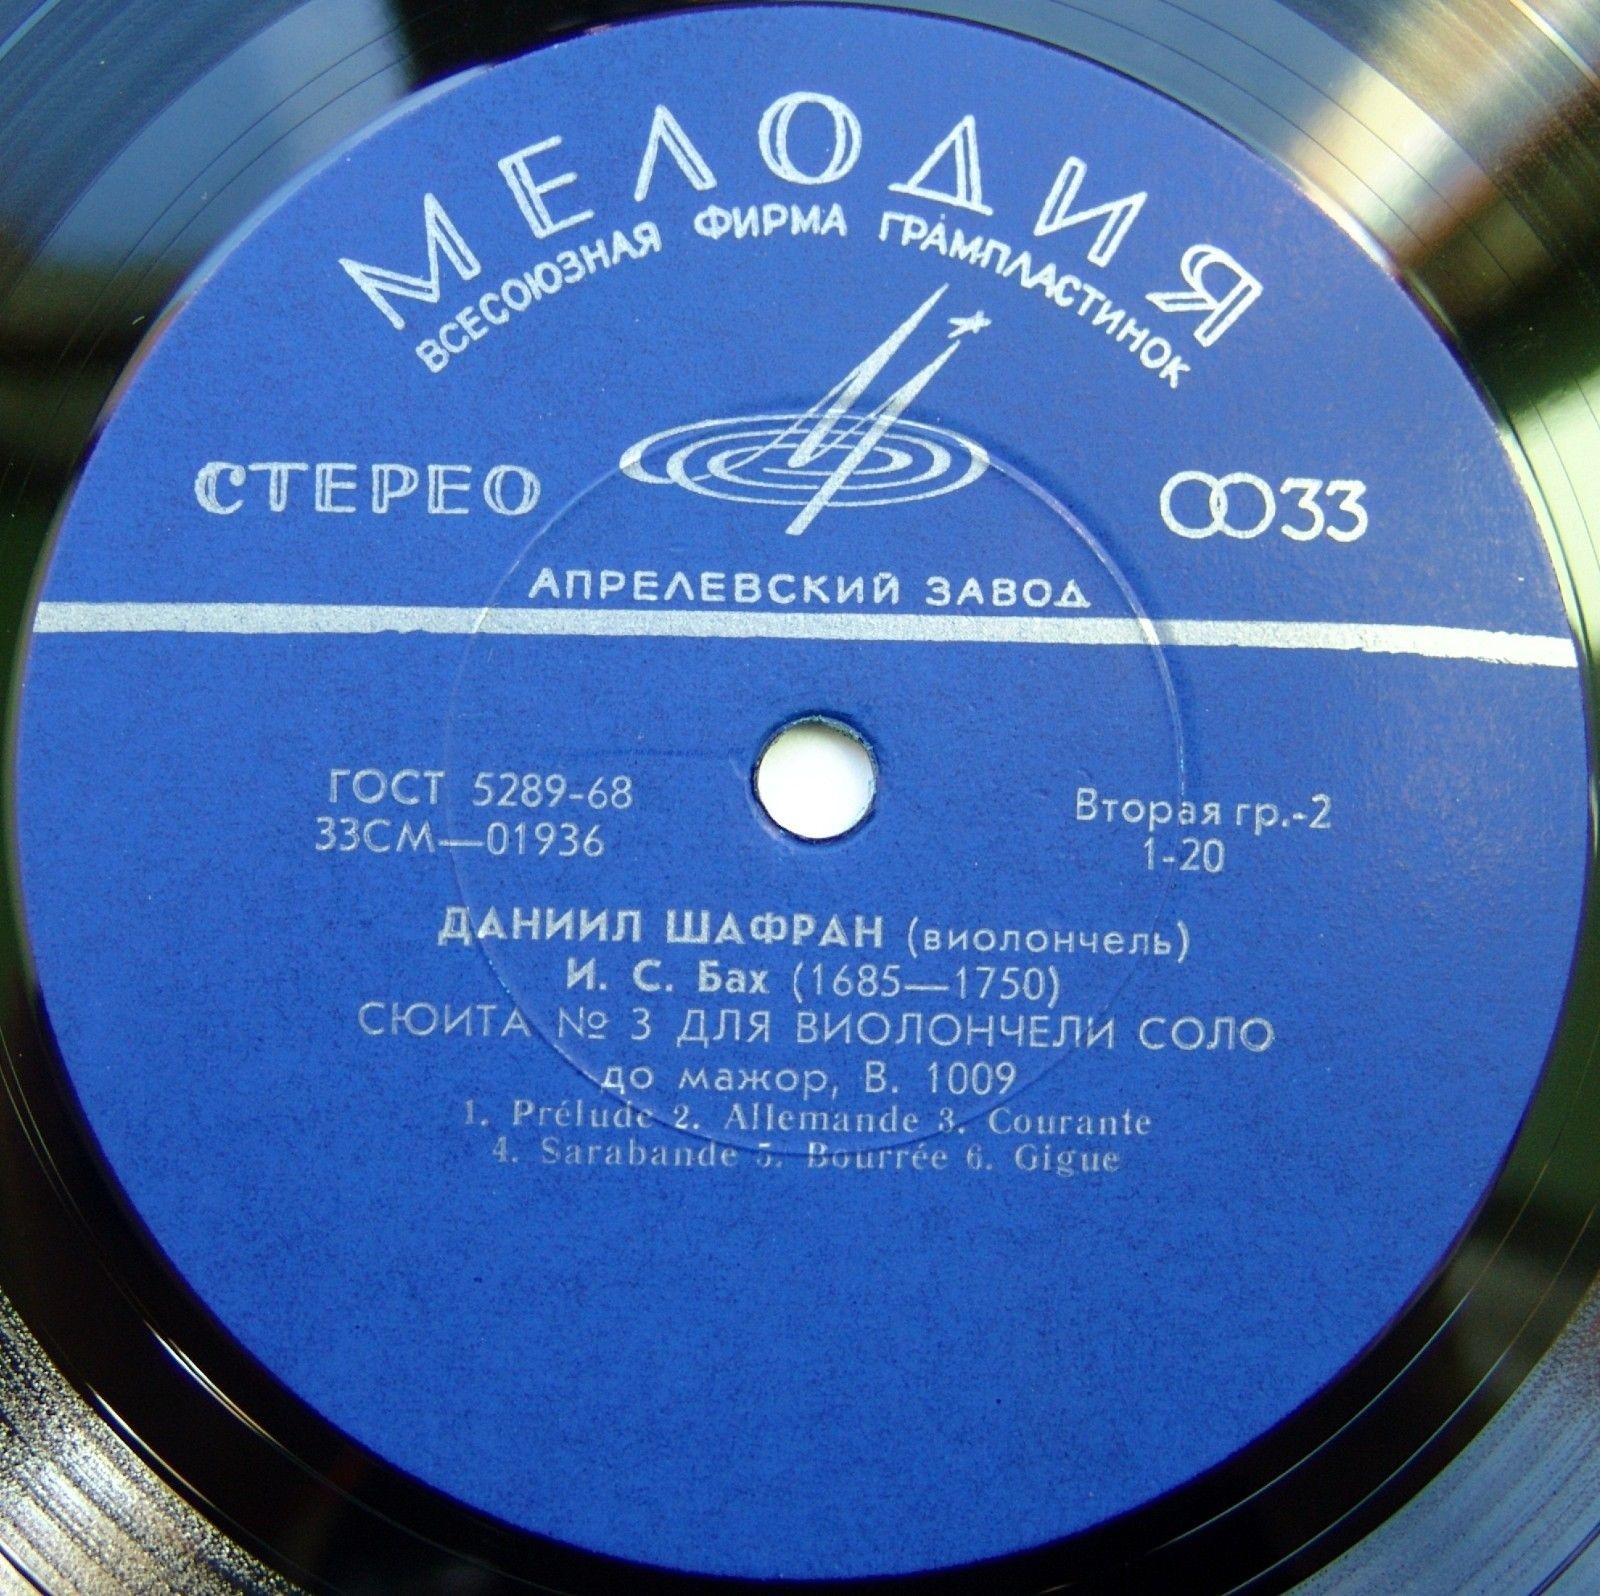 МЕЛОДИЯ
ВСЕСОЮЗНАЯ ФИРМА ГРАМПЛАСТИНОК
СТЕРЕО
33
АПРЕЛЕВСКИЙ ЗАВОД
ГОСТ 5289-68
33СМ—01936
Вторая гр.-2
1-20
ДАНИИЛ ШАФРАН (виолончель)
И. С. Бах (1685—1750)
СЮИТА № 3 ДЛЯ ВИОЛОНЧЕЛИ СОЛО
до мажор, В. 1009
1. Prélude 2. Allemande 3. Courante
4. Sarabande 5. Bourrée 6. Gigue